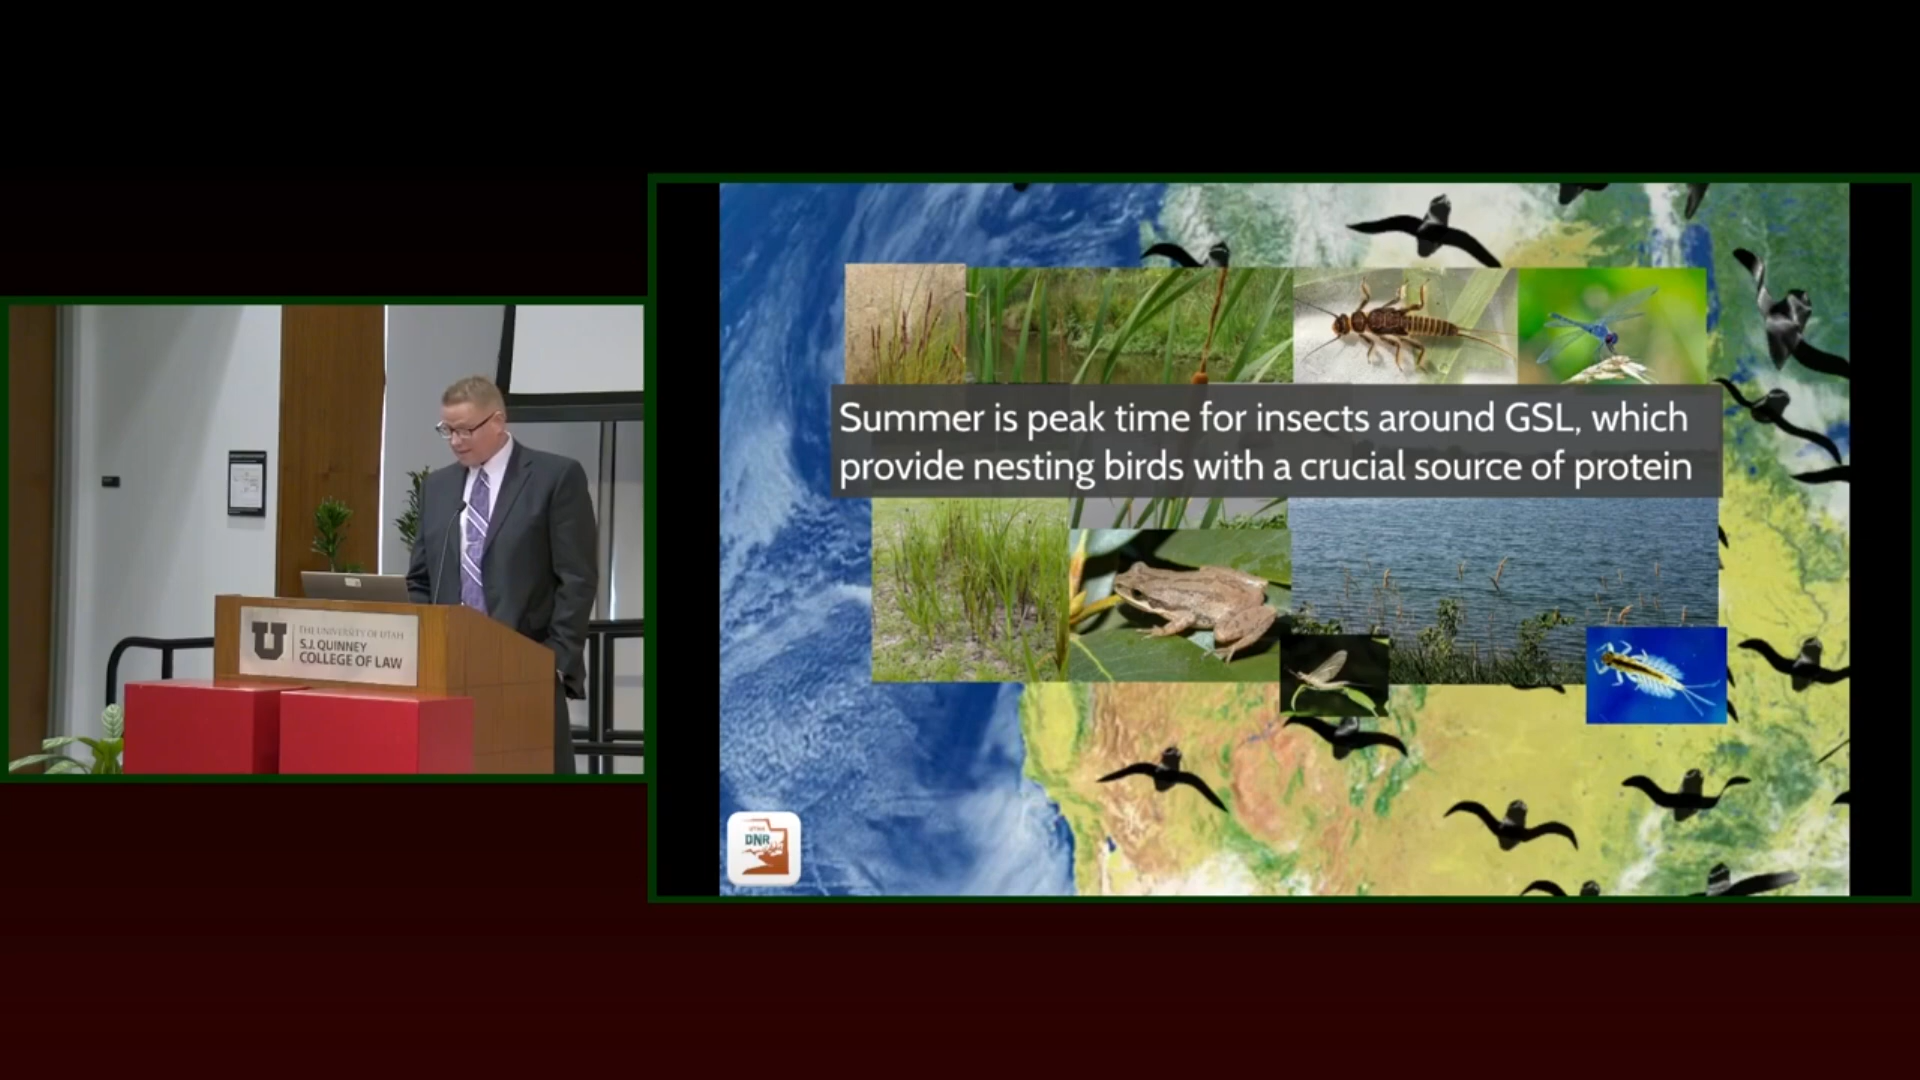 THE UNIVERSITY OF UTAH
S.J. QUINNEY
COLLEGE OF LAW
Summer is peak time for insects around GSL, which
provide nesting birds with a crucial source of protein
UTAH
DNR